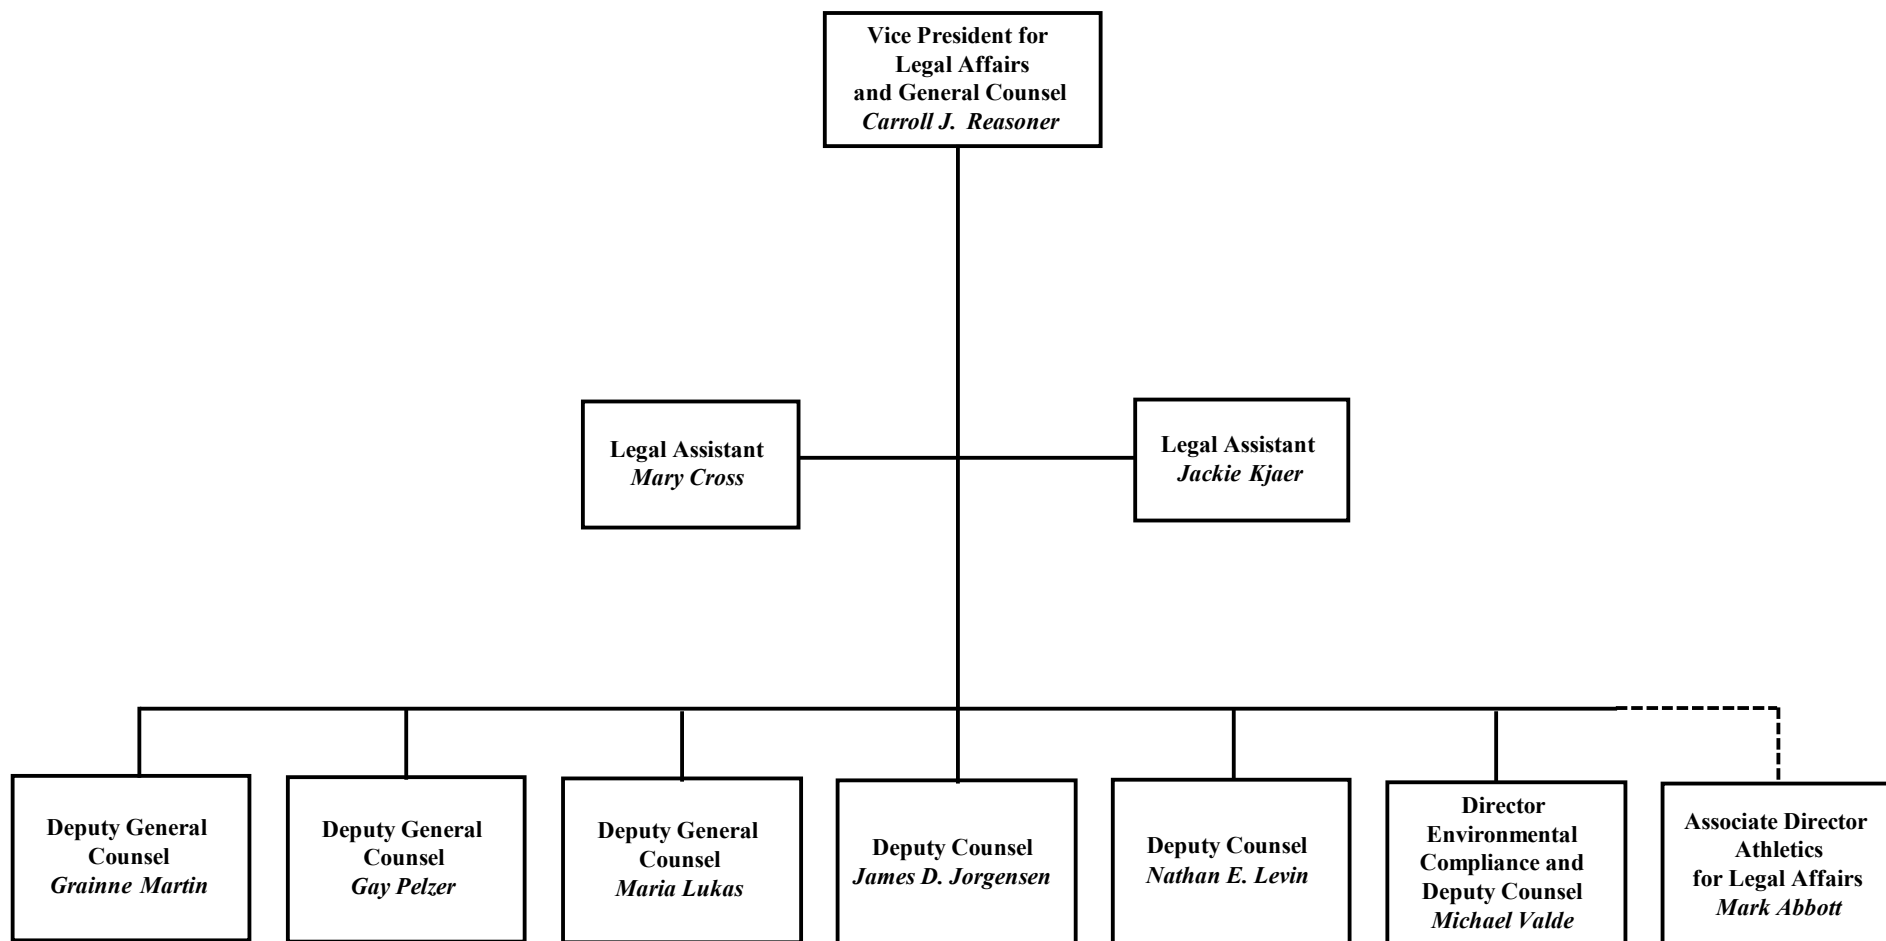 Vice President for
Legal Affairs
and General Counsel
Carroll J. Reasoner
Legal Assistant
Mary Cross
Legal Assistant
Jackie Kjaer
Deputy General
Counsel
Grainne Martin
Deputy General
Counsel
Gay Pelzer
Deputy General
Counsel
Maria Lukas
Deputy Counsel
James D. Jorgensen
Deputy Counsel
Nathan E. Levin
Director
Environmental
Compliance and
Deputy Counsel
Michael Valde
Associate Director
Athletics
for Legal Affairs
Mark Abbott